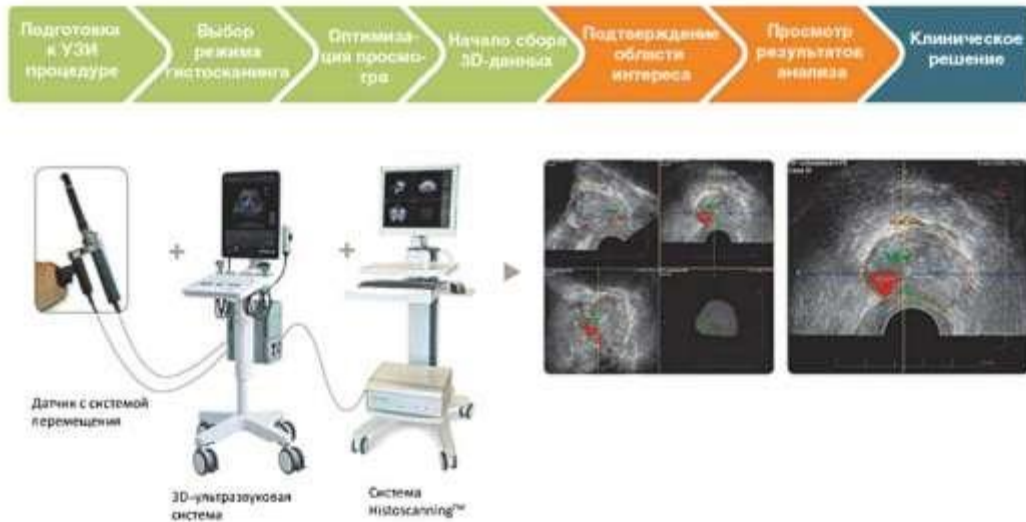 Подготовка
к УЗИ
процедуре
Выбор
режима
гистосканинга
Оптимиза-
ция просмо-
тра
Начало сбора
3D-данных
Подтверждение
области
интереса
Просмотр
результатов
анализа
Клиническое
решение
Датчик с системой
перемещения
3D-ультразвуковая
система
Система
Histoscanning™